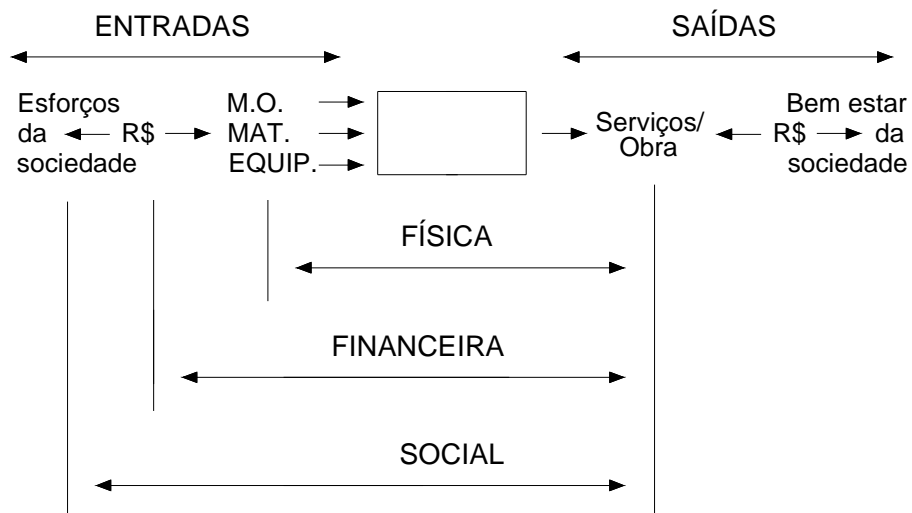 ENTRADAS
SAÍDAS
Esforços
da
sociedade
R$
M.O.
MAT.
EQUIP.
Serviços/
Obra
R$
Bem estar
da
sociedade
FÍSICA
FINANCEIRA
SOCIAL